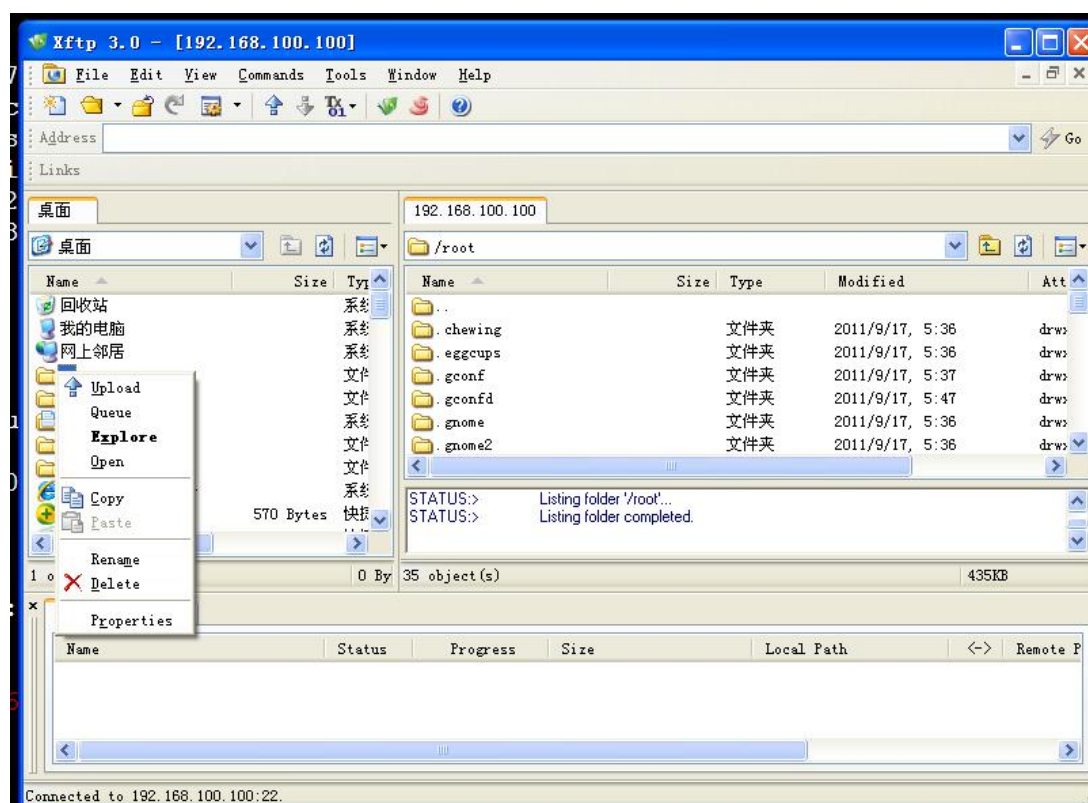 Xftp 3.0 - [192.168.100.100]
File Edit View Commands Tools Window Help
Address Go
Links
桌面 192.168.100.100
桌面 /root
Name Size Name Size Type Modified Att
回收站 系统 ..
我的电脑 .chewing 文件夹 2011/9/17, 5:36
网上邻居 .eggcups 文件夹 2011/9/17, 5:36
.gconf 文件夹 2011/9/17, 5:37
Upload .gconfd 文件夹 2011/9/17, 5:47
Queue .gnome 文件夹 2011/9/17, 5:36
Explore .gnome2 文件夹 2011/9/17, 5:36
Open
Copy STATUS:> Listing folder '/root'...
Paste 570 Bytes STATUS:> Listing folder completed.
Rename
Delete 0 By 35 object(s) 435KB
Properties
Name Status Progress Size Local Path <-> Remote P
Connected to 192.168.100.100:22.